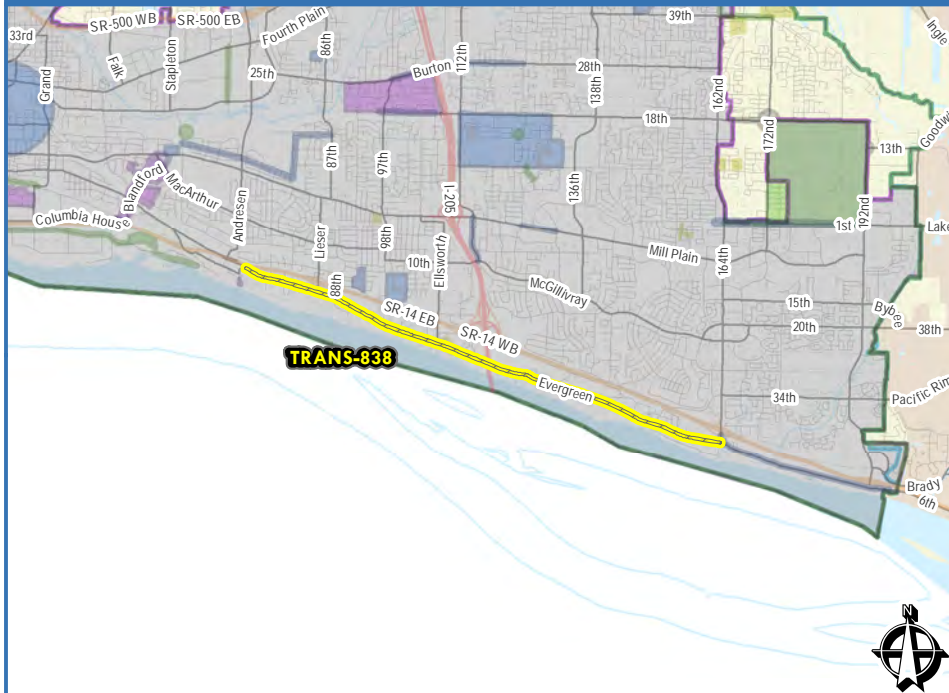 SR-500 WB
SR-500 EB
39th
Ingle
33rd
Fourth Plain
86th
Falk
Stapleton
Grand
25th
Burton
112th
28th
138th
162nd
18th
172nd
13th
Goodwi
87th
97th
I-205
136th
Blandford
MacArthur
Columbia House
Andresen
Lieser
98th
Ellsworth
10th
Mill Plain
164th
1st
192nd
Lake
88th
McGillivray
15th
Bybee
20th
38th
SR-14 EB
SR-14 WB
TRANS-838
Evergreen
34th
Pacific Rim
Brady
6th
N